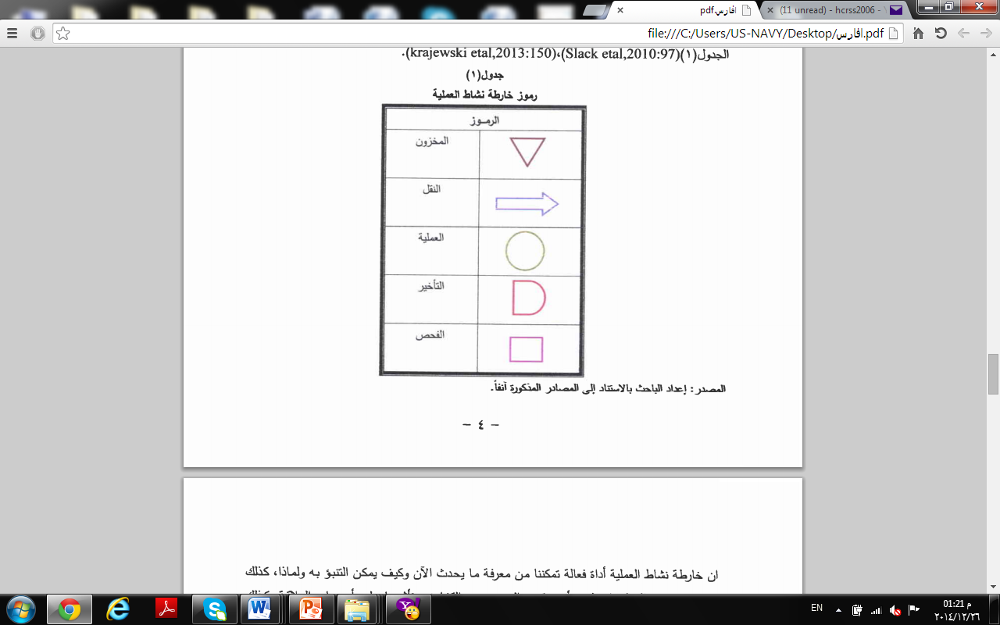 افارس.pdf
(11 unread) - hcrss2006 - Y
file:///C:/Users/US-NAVY/Desktop/افارس.pdf
الجدول(١)(Slack etal,2010:97)،(krajewski etal,2013:150).
جدول(١)
رموز خارطة نشاط العملية
الرمـوز
المخزون
النقل
العملية
التأخير
الفحص
المصدر: إعداد الباحث بالاستناد إلى المصادر المذكورة آنفاً.
- ٤ -
ان خارطة نشاط العملية أداة فعالة تمكننا من معرفة ما يحدث الآن وكيف يمكن التنبؤ به ولماذا، كذلك
EN
01:21 م
٢٠١٤/١٢/٢٦